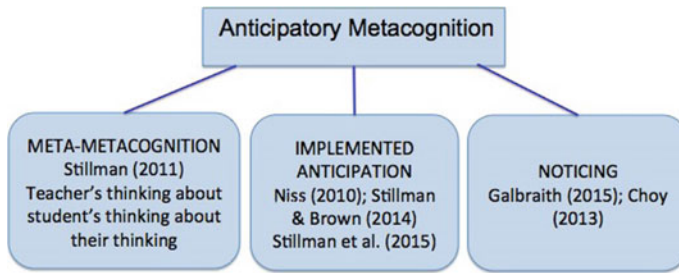 Anticipatory Metacognition
META-METACOGNITION
Stillman (2011)
Teacher's thinking about
student's thinking about
their thinking
IMPLEMENTED
ANTICIPATION
Niss (2010); Stillman
& Brown (2014)
Stillman et al. (2015)
NOTICING
Galbraith (2015); Choy
(2013)